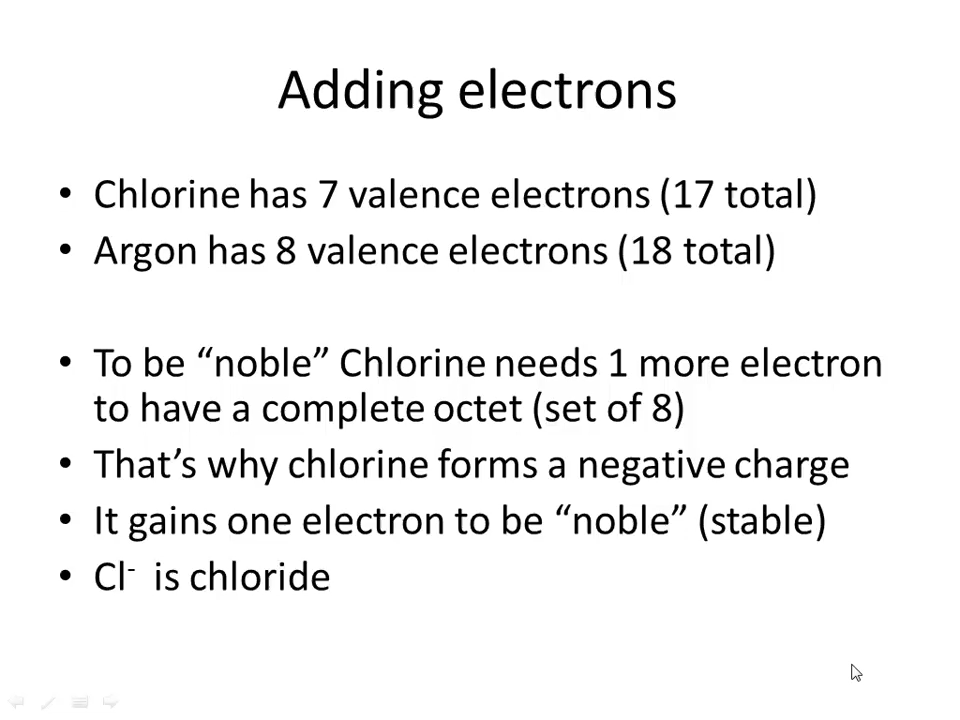 Adding electrons
• Chlorine has 7 valence electrons (17 total)
• Argon has 8 valence electrons (18 total)
• To be “noble” Chlorine needs 1 more electron
to have a complete octet (set of 8)
• That’s why chlorine forms a negative charge
• It gains one electron to be “noble” (stable)
• Cl⁻ is chloride